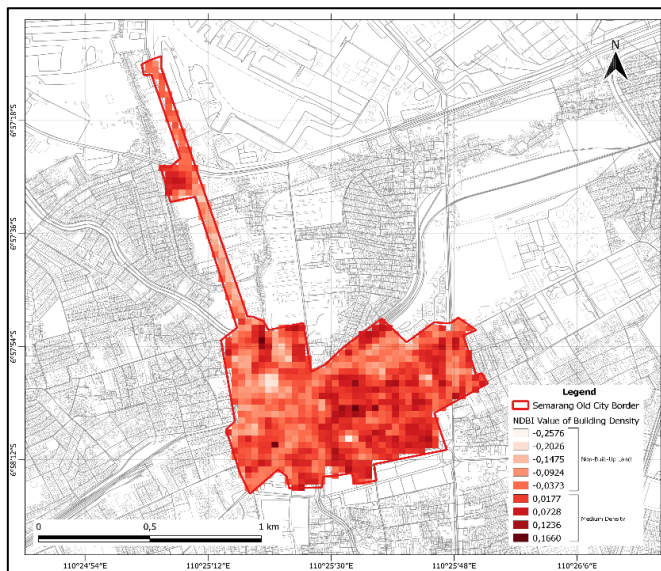 N
6°57'18"S
6°57'36"S
6°57'54"S
6°58'12"S
Legend
Semarang Old City Border
NDBI Value of Building Density
-0,2576
-0,2026
-0,1475
-0,0924
-0,0373
Non-Built-Up Land
0,0177
0,0728
0,1236
0,1660
Medium Density
0 0,5 1 km
110°24'54"E 110°25'12"E 110°25'30"E 110°25'48"E 110°26'6"E